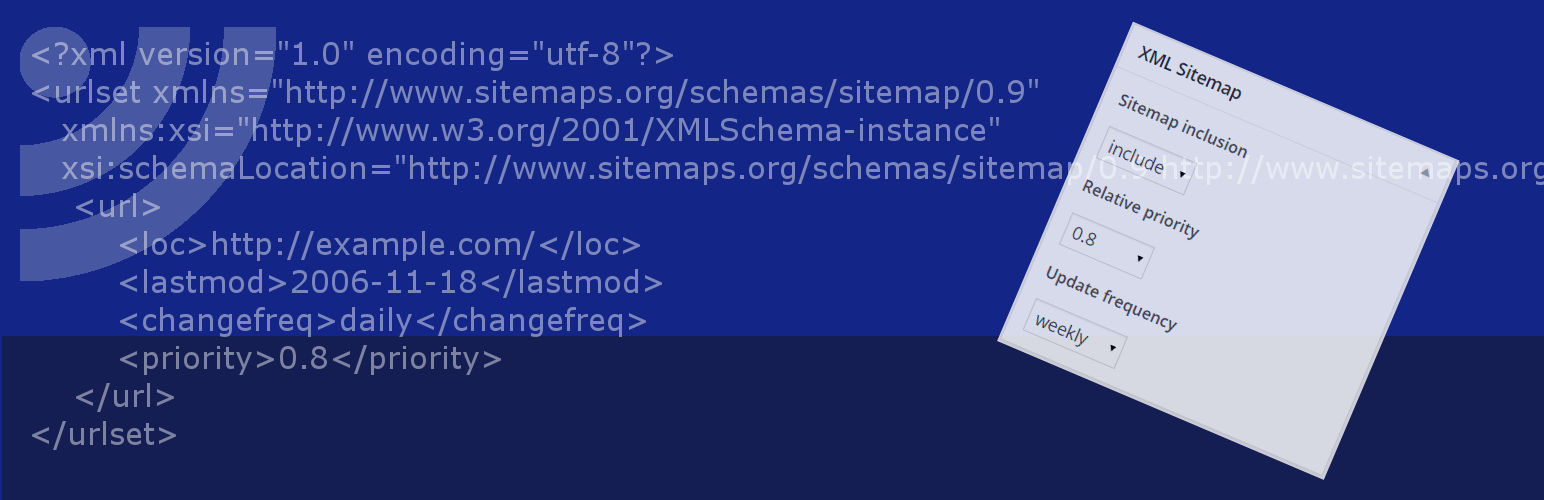 <?xml version="1.0" encoding="utf-8"?>
<urlset xmlns="http://www.sitemaps.org/schemas/sitemap/0.9"
xmlns:xsi="http://www.w3.org/2001/XMLSchema-instance"
xsi:schemaLocation="http://www.sitemaps.org/schemas/sitemap/0.9 http://www.sitemaps.org
<url>
<loc>http://example.com/</loc>
<lastmod>2006-11-18</lastmod>
<changefreq>daily</changefreq>
<priority>0.8</priority>
</url>
</urlset>
XML Sitemap
Sitemap inclusion
include
Relative priority
0.8
Update frequency
weekly